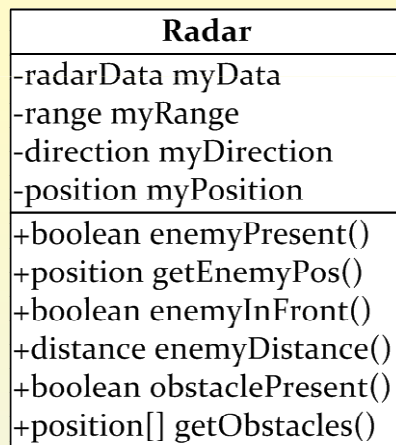 Radar
-radarData myData
-range myRange
-direction myDirection
-position myPosition
+boolean enemyPresent()
+position getEnemyPos()
+boolean enemyInFront()
+distance enemyDistance()
+boolean obstaclePresent()
+position[] getObstacles()